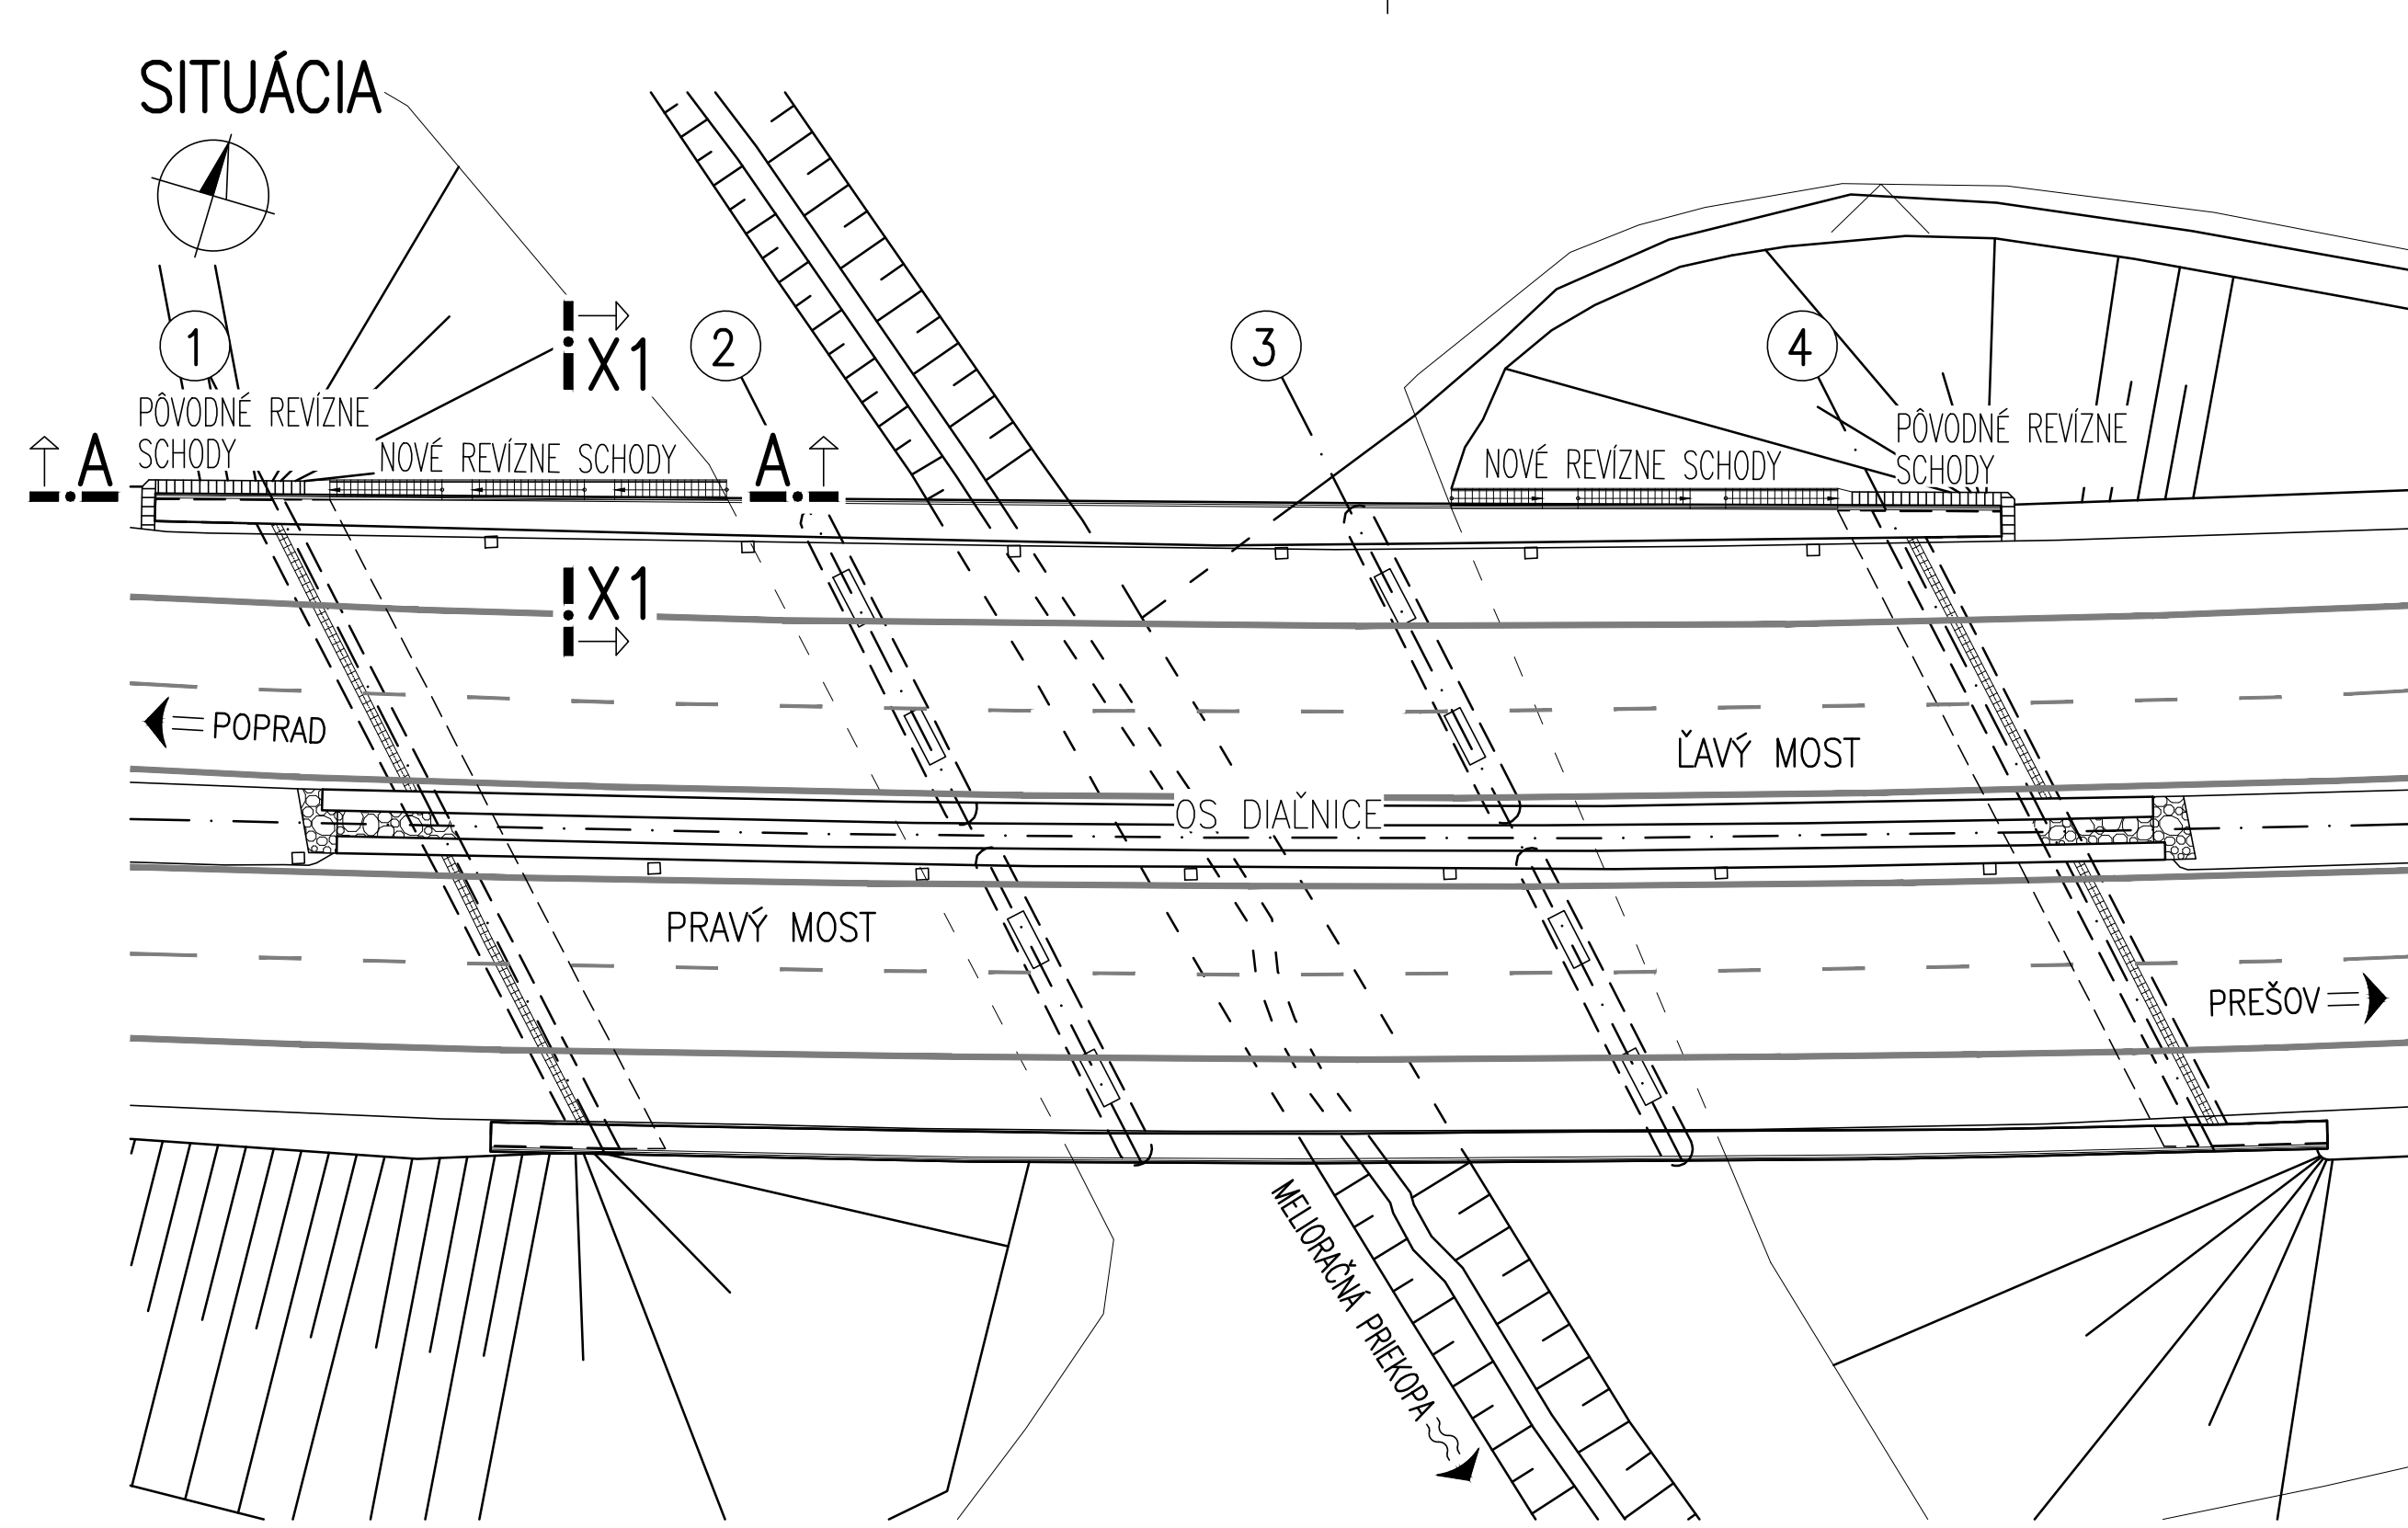 SITUÁCIA
1
X1
2
3
4
PÔVODNÉ REVÍZNE
SCHODY
A
NOVÉ REVÍZNE SCHODY
A
NOVÉ REVÍZNE SCHODY
PÔVODNÉ REVÍZNE
SCHODY
X1
POPRAD
ĽAVÝ MOST
OS DIAĽNICE
PRAVÝ MOST
PREŠOV
MELIORAČNÁ PRIEKOPA